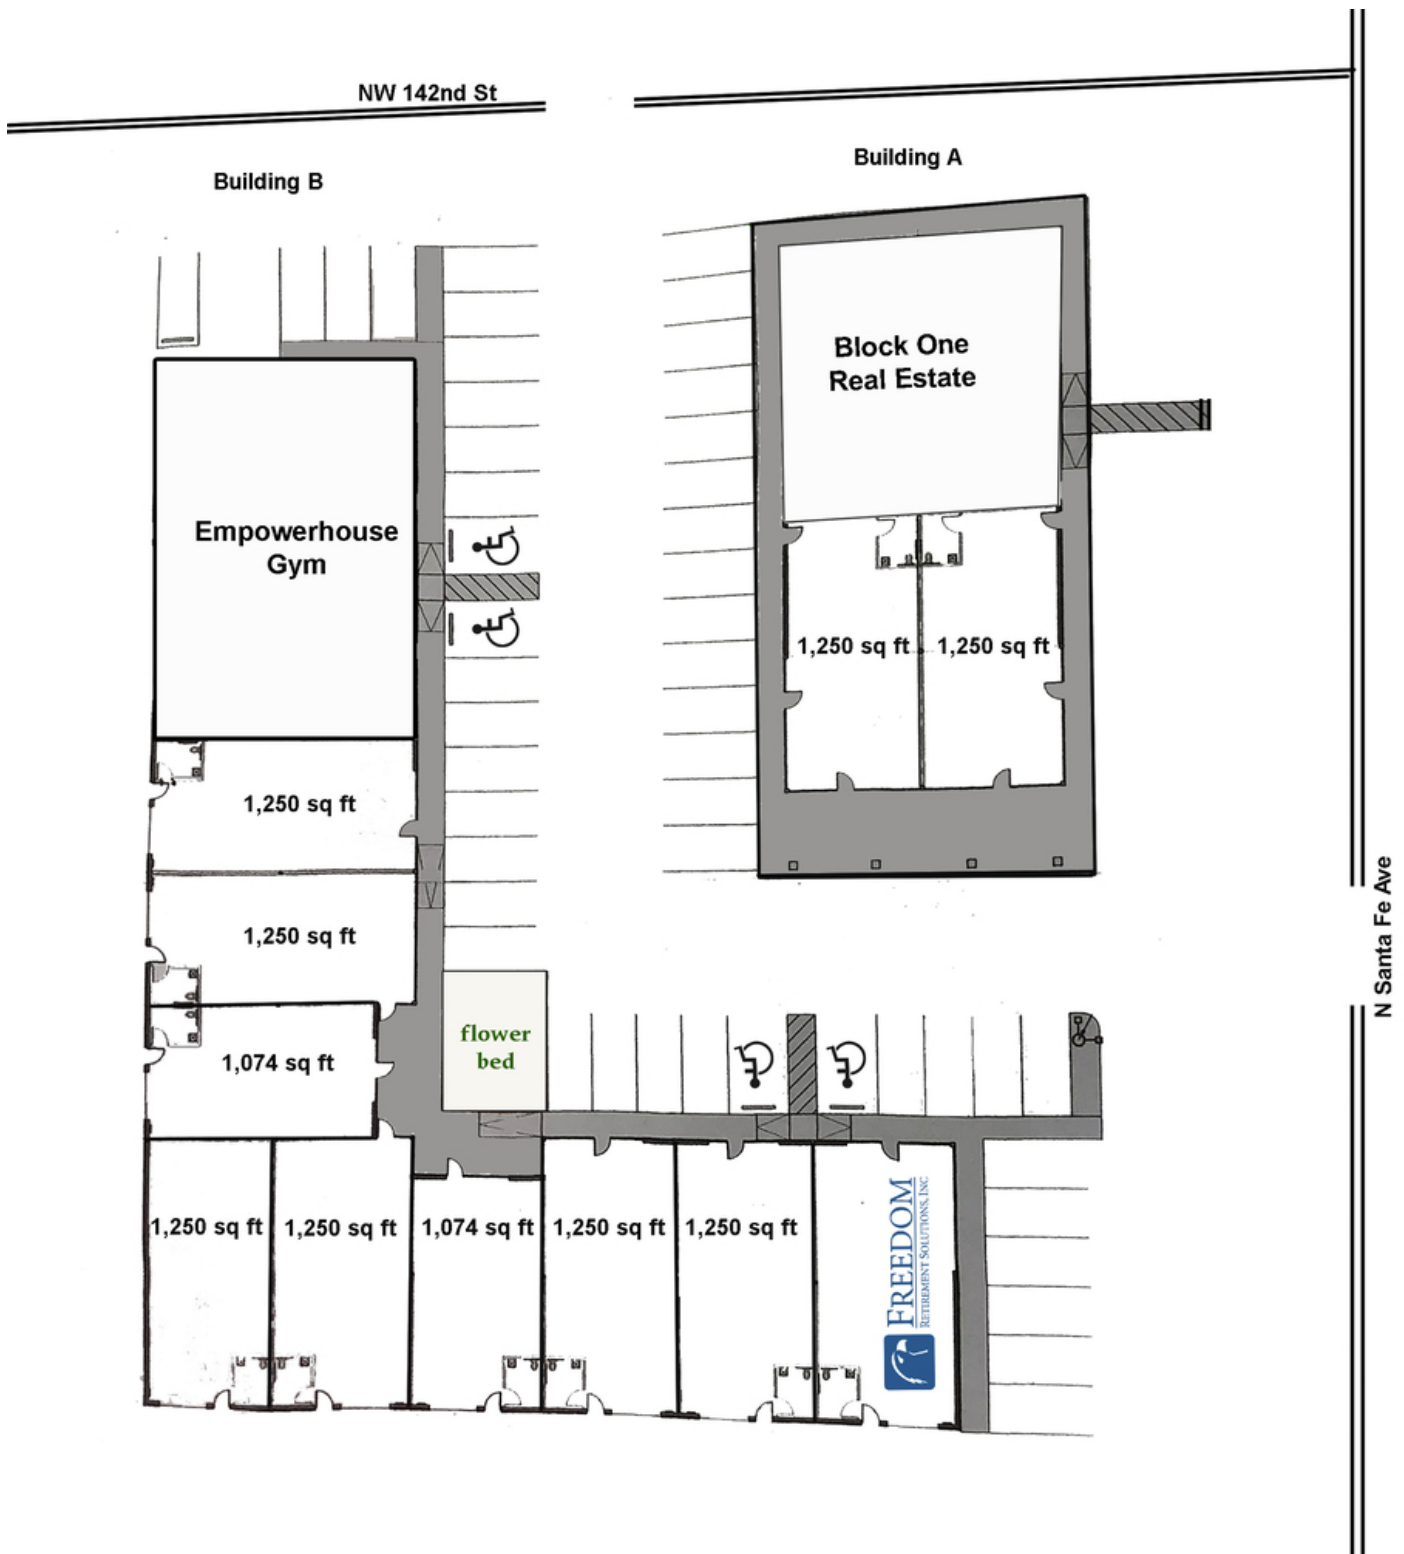 NW 142nd St
Building B
Building A
Block One
Real Estate
Empowerhouse
Gym
1,250 sq ft
1,250 sq ft
1,250 sq ft
1,250 sq ft
N Santa Fe Ave
flower
bed
1,074 sq ft
1,250 sq ft
1,250 sq ft
1,074 sq ft
1,250 sq ft
1,250 sq ft
FREEDOM
RETIREMENT SOLUTIONS, INC